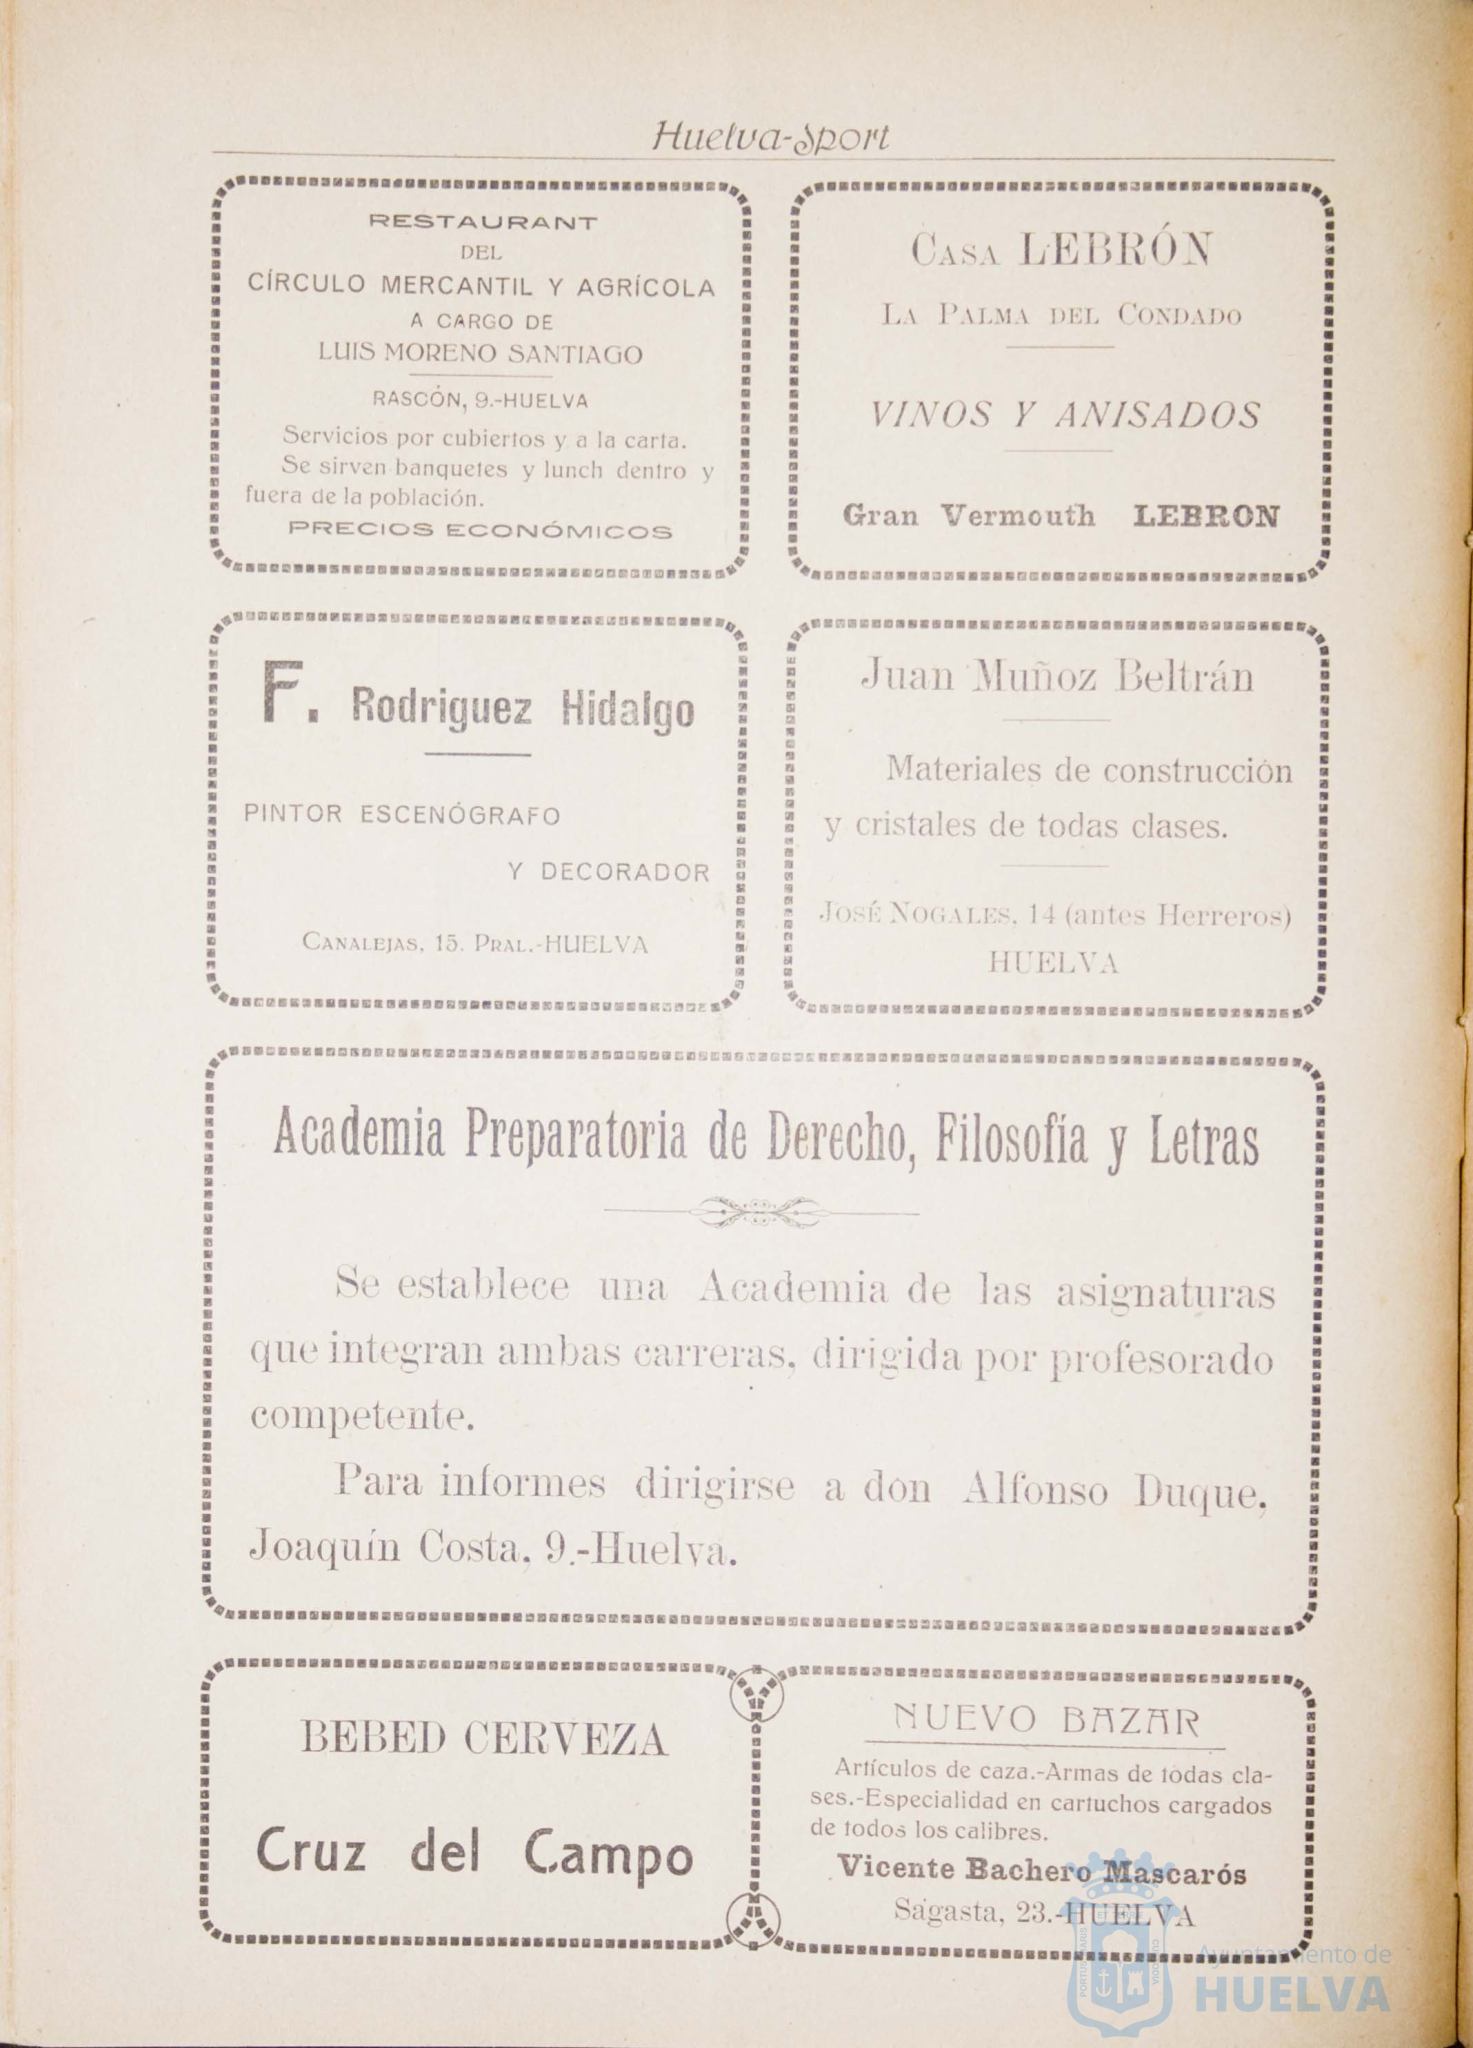 Huelva-Sport
RESTAURANT
DEL
CÍRCULO MERCANTIL Y AGRÍCOLA
A CARGO DE
LUIS MORENO SANTIAGO
RASCÓN, 9.-HUELVA
Servicios por cubiertos y a la carta.
Se sirven banquetes y lunch dentro y
fuera de la población.
PRECIOS ECONÓMICOS
CASA LEBRÓN
LA PALMA DEL CONDADO
VINOS Y ANISADOS
Gran Vermouth LEBRON
F. Rodriguez Hidalgo
PINTOR ESCENÓGRAFO
Y DECORADOR
CANALEJAS, 15. PRAL.-HUELVA
Juan Muñoz Beltrán
Materiales de construcción
y cristales de todas clases.
JOSÉ NOGALES, 14 (antes Herreros)
HUELVA
Academia Preparatoria de Derecho, Filosofía y Letras
Se establece una Academia de las asignaturas
que integran ambas carreras, dirigida por profesorado
competente.
Para informes dirigirse a don Alfonso Duque,
Joaquín Costa, 9.-Huelva.
BEBED CERVEZA
Cruz del Campo
NUEVO BAZAR
Artículos de caza.-Armas de todas cla-
ses.-Especialidad en cartuchos cargados
de todos los calibres.
Vicente Bachero Mascarós
Sagasta, 23.-HUELVA
Ayuntamiento de
HUELVA
PORTUS MARIS
ET TERRE
CUSTODIA